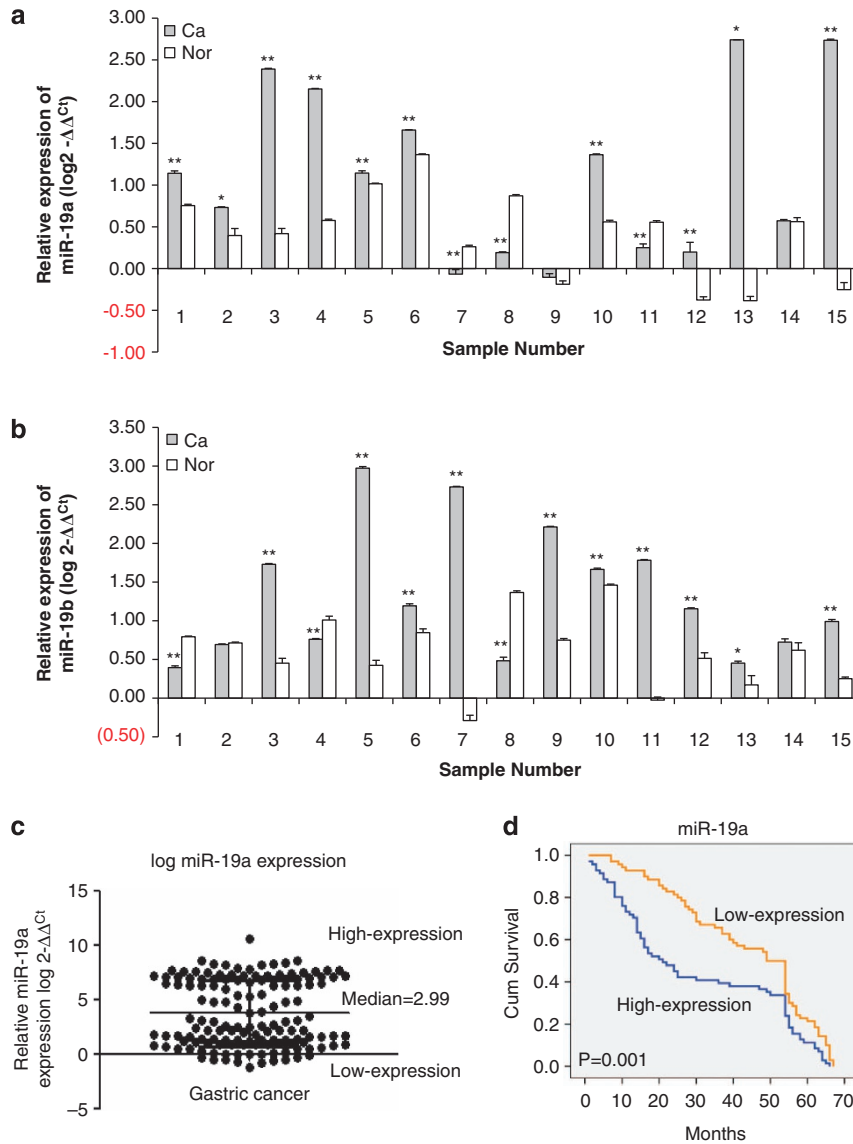 a
Relative expression of
miR-19a (log2 -ΔΔCt)
3.00
2.50
2.00
1.50
1.00
0.50
0.00
-0.50
-1.00
Ca
Nor
** * ** ** ** ** ** ** ** ** ** * **
1 2 3 4 5 6 7 8 9 10 11 12 13 14 15
Sample Number
b
Relative expression of
miR-19b (log 2-ΔΔCt)
3.50
3.00
2.50
2.00
1.50
1.00
0.50
0.00
(0.50)
Ca
Nor
** ** ** ** ** ** ** ** ** ** ** * **
1 2 3 4 5 6 7 8 9 10 11 12 13 14 15
Sample Number
c
log miR-19a expression
Relative miR-19a
expression log 2-ΔΔCt
15
10
5
0
−5
High-expression
Median=2.99
Low-expression
Gastric cancer
d
miR-19a
Cum Survival
1.0
0.8
0.6
0.4
0.2
0.0
Low-expression
High-expression
P=0.001
0 10 20 30 40 50 60 70
Months